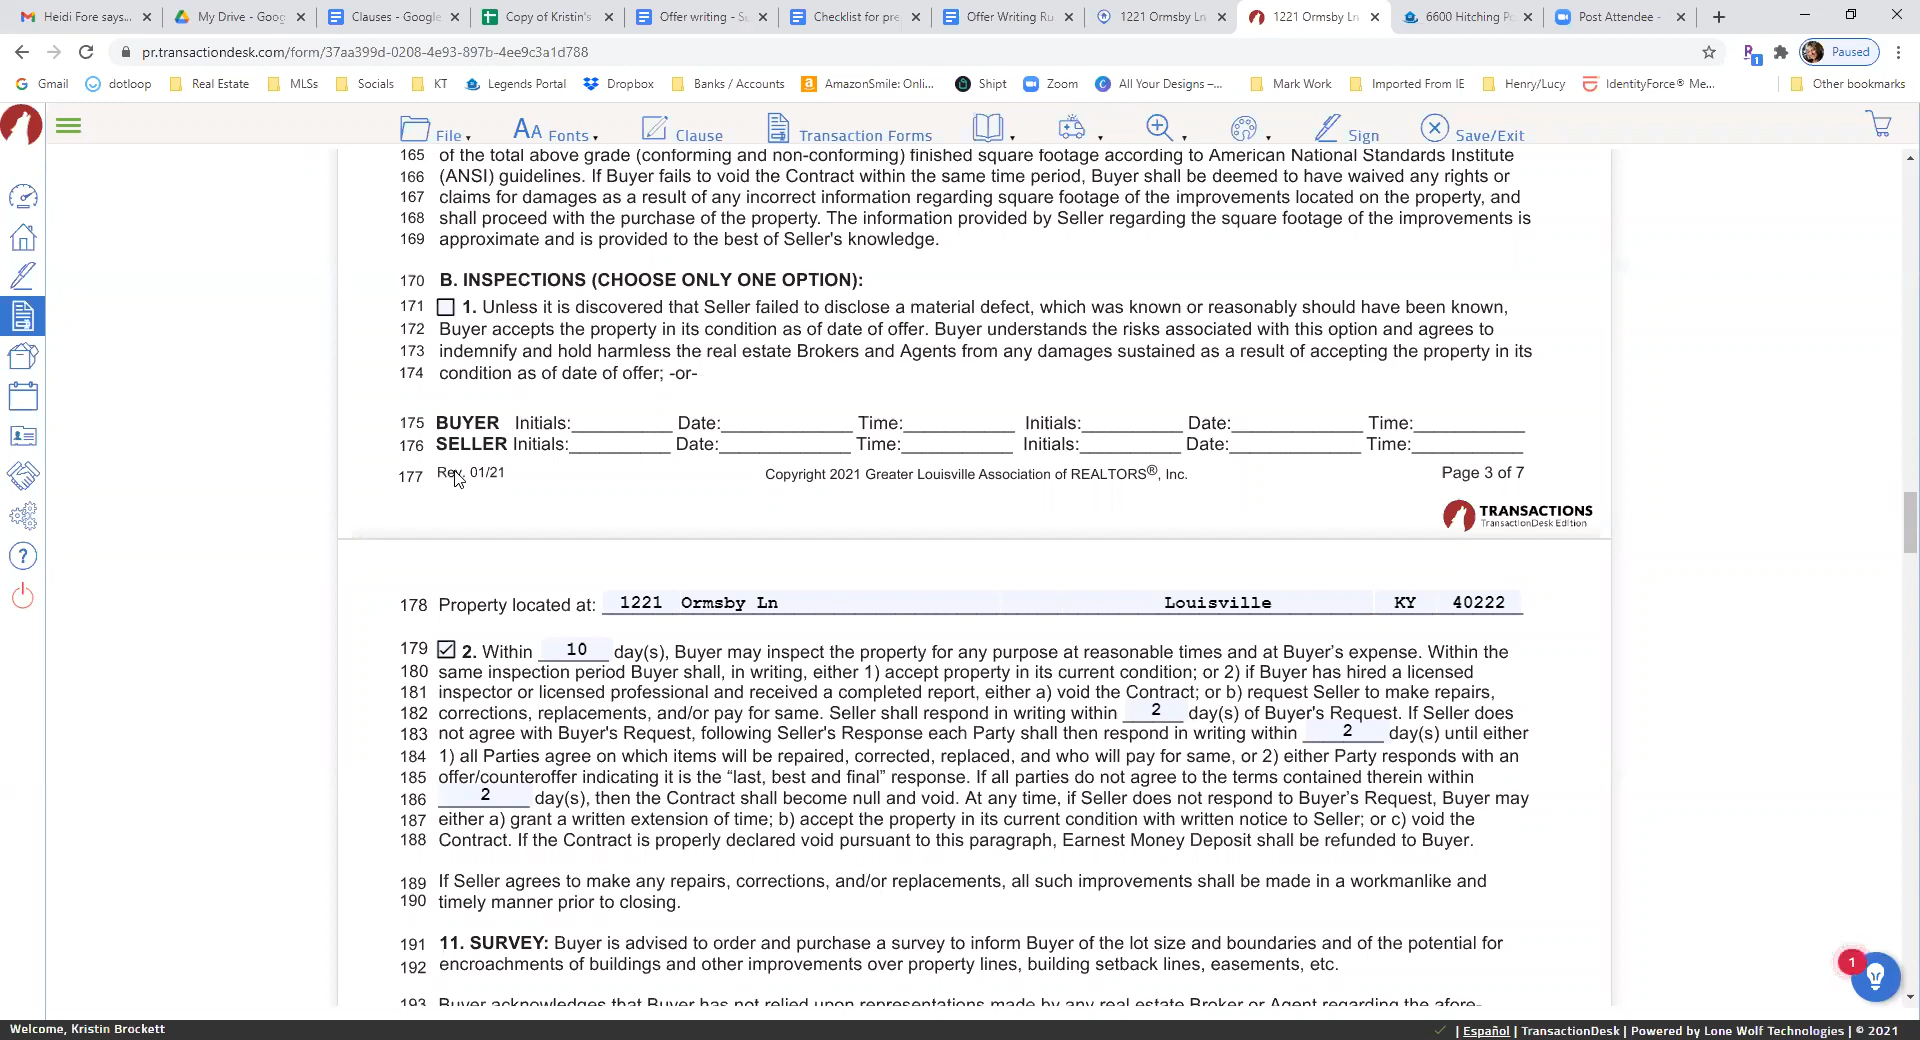 Heidi Fore says...
My Drive - Goog
Clauses - Google
Copy of Kristin's
Offer writing - S
Checklist for pre
Offer Writing Ru
1221 Ormsby Ln
1221 Ormsby Ln
6600 Hitching Po
Post Attendee -
pr.transactiondesk.com/form/37aa399d-0208-4e93-897b-4ee9c3a1d788
Paused
Gmail
dotloop
Real Estate
MLSs
Socials
KT
Legends Portal
Dropbox
Banks / Accounts
AmazonSmile: Onli...
Shipt
Zoom
All Your Designs –...
Mark Work
Imported From IE
Henry/Lucy
IdentityForce® Me...
Other bookmarks
File
Fonts
Clause
Transaction Forms
Sign
Save/Exit
165 of the total above grade (conforming and non-conforming) finished square footage according to American National Standards Institute
166 (ANSI) guidelines. If Buyer fails to void the Contract within the same time period, Buyer shall be deemed to have waived any rights or
167 claims for damages as a result of any incorrect information regarding square footage of the improvements located on the property, and
168 shall proceed with the purchase of the property. The information provided by Seller regarding the square footage of the improvements is
169 approximate and is provided to the best of Seller's knowledge.
170 B. INSPECTIONS (CHOOSE ONLY ONE OPTION):
171 1. Unless it is discovered that Seller failed to disclose a material defect, which was known or reasonably should have been known,
172 Buyer accepts the property in its condition as of date of offer. Buyer understands the risks associated with this option and agrees to
173 indemnify and hold harmless the real estate Brokers and Agents from any damages sustained as a result of accepting the property in its
174 condition as of date of offer; -or-
175 BUYER Initials:__________ Date:_____________ Time:___________ Initials:__________ Date:_____________ Time:___________
176 SELLER Initials:__________ Date:_____________ Time:___________ Initials:__________ Date:_____________ Time:___________
177 Rev. 01/21 Copyright 2021 Greater Louisville Association of REALTORS®, Inc. Page 3 of 7
TRANSACTIONS
TransactionDesk Edition
178 Property located at: 1221 Ormsby Ln Louisville KY 40222
179 2. Within 10 day(s), Buyer may inspect the property for any purpose at reasonable times and at Buyer's expense. Within the
180 same inspection period Buyer shall, in writing, either 1) accept property in its current condition; or 2) if Buyer has hired a licensed
181 inspector or licensed professional and received a completed report, either a) void the Contract; or b) request Seller to make repairs,
182 corrections, replacements, and/or pay for same. Seller shall respond in writing within 2 day(s) of Buyer's Request. If Seller does
183 not agree with Buyer's Request, following Seller's Response each Party shall then respond in writing within 2 day(s) until either
184 1) all Parties agree on which items will be repaired, corrected, replaced, and who will pay for same, or 2) either Party responds with an
185 offer/counteroffer indicating it is the “last, best and final” response. If all parties do not agree to the terms contained therein within
186 2 day(s), then the Contract shall become null and void. At any time, if Seller does not respond to Buyer’s Request, Buyer may
187 either a) grant a written extension of time; b) accept the property in its current condition with written notice to Seller; or c) void the
188 Contract. If the Contract is properly declared void pursuant to this paragraph, Earnest Money Deposit shall be refunded to Buyer.
189 If Seller agrees to make any repairs, corrections, and/or replacements, all such improvements shall be made in a workmanlike and
190 timely manner prior to closing.
191 11. SURVEY: Buyer is advised to order and purchase a survey to inform Buyer of the lot size and boundaries and of the potential for
192 encroachments of buildings and other improvements over property lines, building setback lines, easements, etc.
193 Buyer acknowledges that Buyer has not relied upon representations made by any real estate Broker or Agent regarding the afore-
1
Welcome, Kristin Brockett
| Español | TransactionDesk | Powered by Lone Wolf Technologies | © 2021